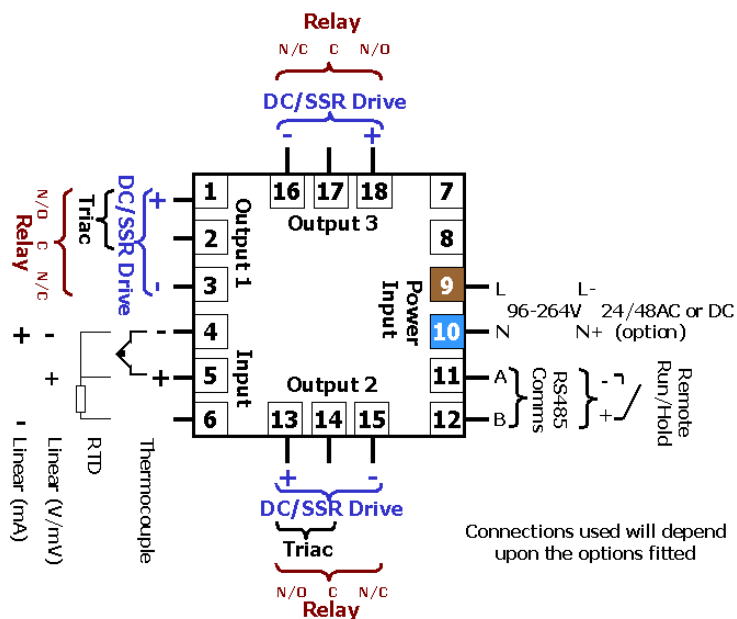 Relay
N/C C N/O
DC/SSR Drive
- +
16 17 18
Output 3
1
2
3
4
5
6
7
8
9
10
11
12
Output 1
Input
Power
Input
Output 2
13 14 15
+ -
DC/SSR Drive
Triac
N/O C N/C
Relay
+ -
DC/SSR Drive
Triac
N/O C N/C
Relay
-
+
Thermocouple
RTD
- +
Linear (V/mV)
+ -
Linear (mA)
L L-
96-264V 24/48AC or DC
N N+ (option)
A
B
RS485
Comms
-
+
Remote
Run/Hold
Connections used will depend
upon the options fitted